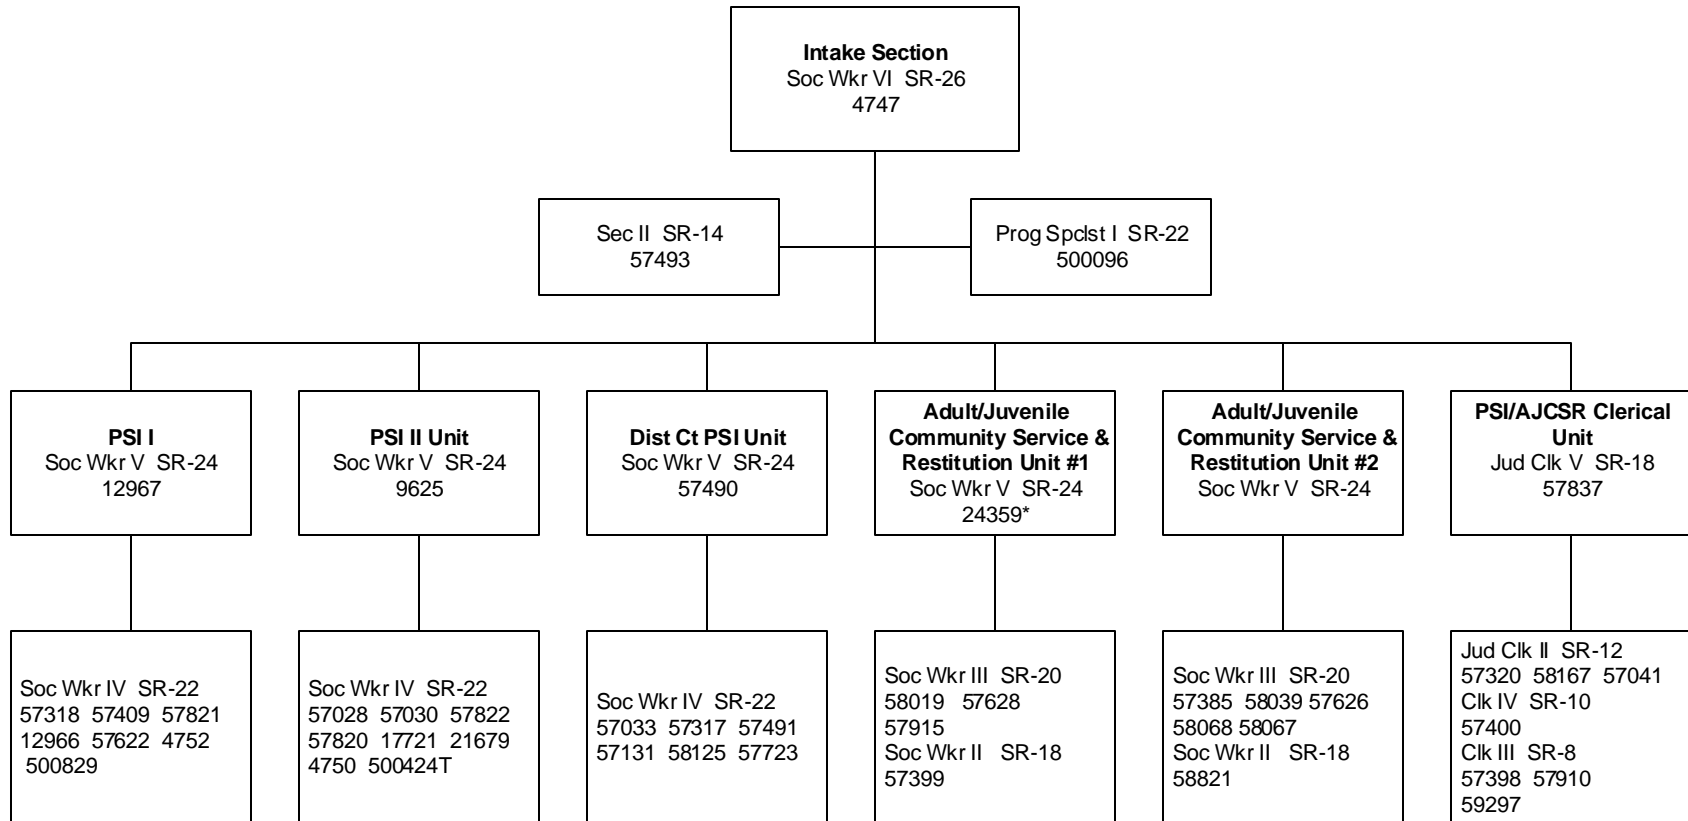 Intake Section
Soc Wkr VI SR-26
4747
Sec II SR-14
57493
Prog Spclst I SR-22
500096
PSI I
Soc Wkr V SR-24
12967
PSI II Unit
Soc Wkr V SR-24
9625
Dist Ct PSI Unit
Soc Wkr V SR-24
57490
Adult/Juvenile
Community Service &
Restitution Unit #1
Soc Wkr V SR-24
24359*
Adult/Juvenile
Community Service &
Restitution Unit #2
Soc Wkr V SR-24
PSI/AJCSR Clerical
Unit
Jud Clk V SR-18
57837
Soc Wkr IV SR-22
57318 57409 57821
12966 57622 4752
500829
Soc Wkr IV SR-22
57028 57030 57822
57820 17721 21679
4750 500424T
Soc Wkr IV SR-22
57033 57317 57491
57131 58125 57723
Soc Wkr III SR-20
58019 57628
57915
Soc Wkr II SR-18
57399
Soc Wkr III SR-20
57385 58039 57626
58068 58067
Soc Wkr II SR-18
58821
Jud Clk II SR-12
57320 58167 57041
Clk IV SR-10
57400
Clk III SR-8
57398 57910
59297